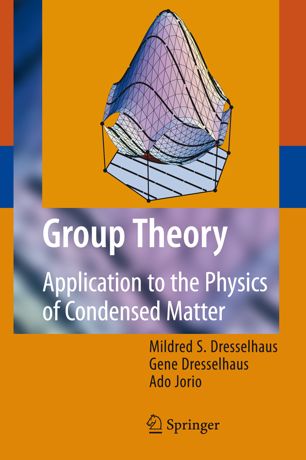 Group Theory
Application to the Physics
of Condensed Matter
Mildred S. Dresselhaus
Gene Dresselhaus
Ado Jorio
Springer